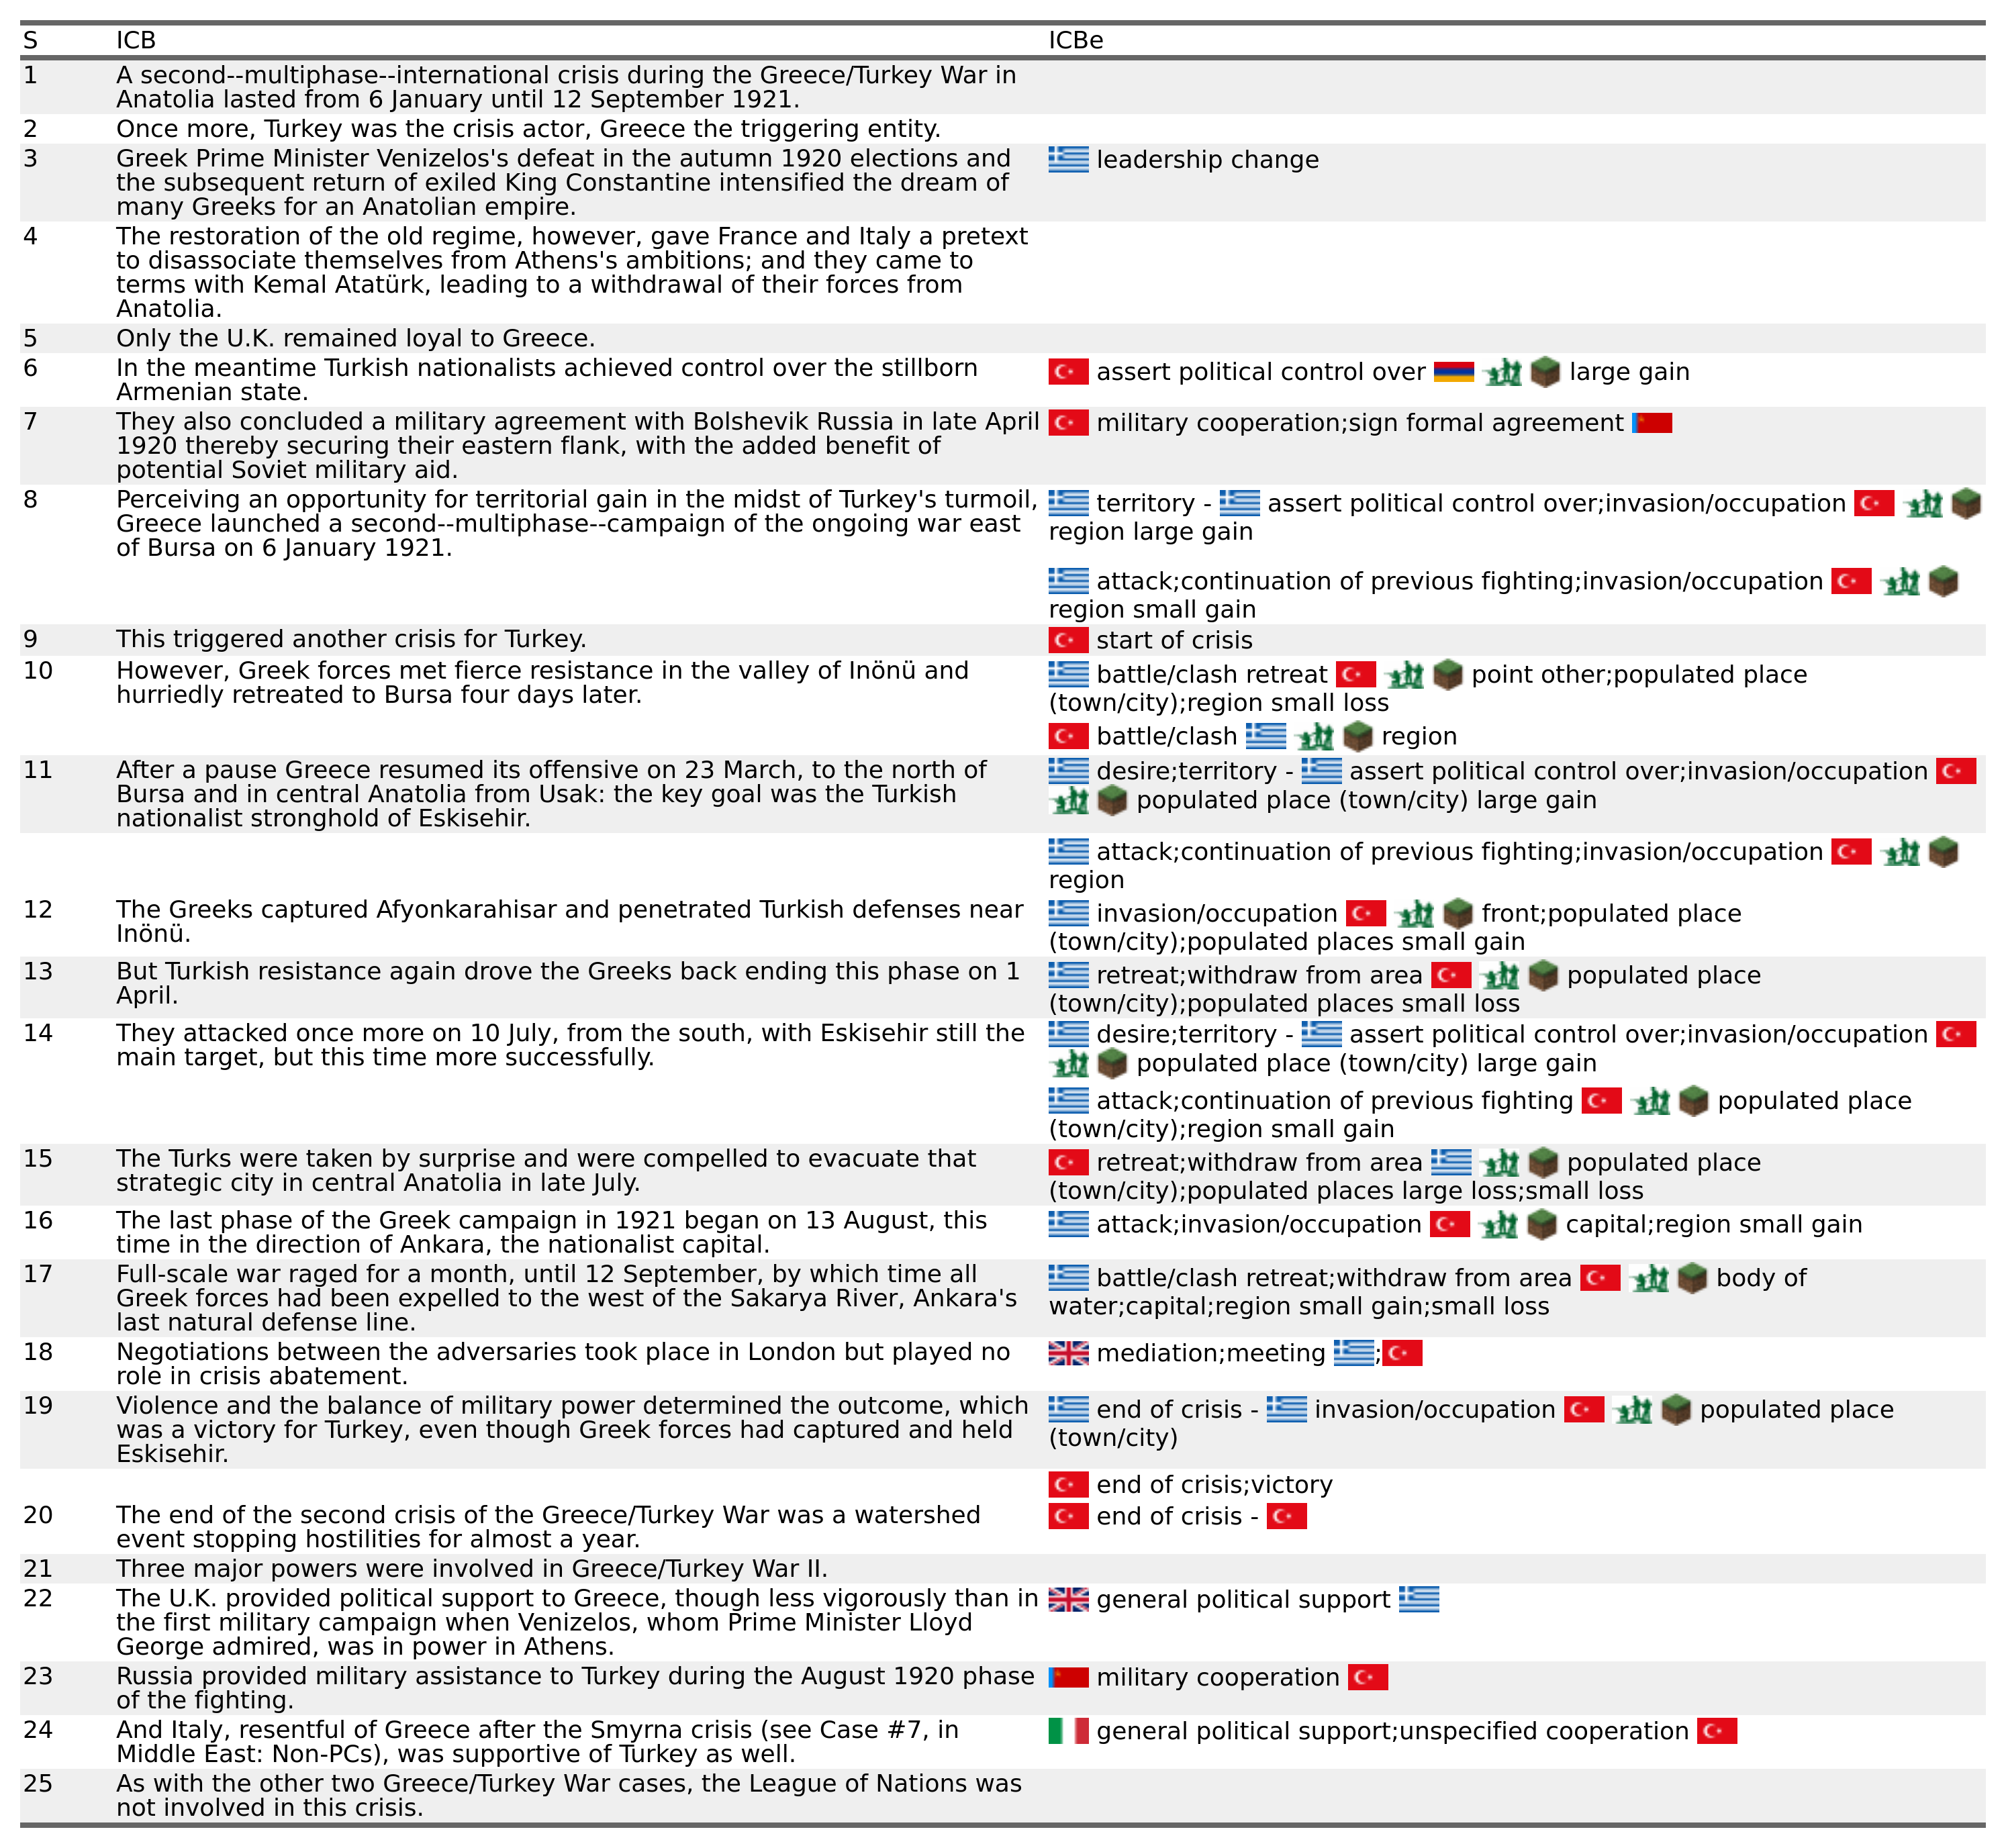 S ICB ICBe
1 A second--multiphase--international crisis during the Greece/Turkey War in
Anatolia lasted from 6 January until 12 September 1921.
2 Once more, Turkey was the crisis actor, Greece the triggering entity.
3 Greek Prime Minister Venizelos's defeat in the autumn 1920 elections and leadership change
the subsequent return of exiled King Constantine intensified the dream of
many Greeks for an Anatolian empire.
4 The restoration of the old regime, however, gave France and Italy a pretext
to disassociate themselves from Athens's ambitions; and they came to
terms with Kemal Atatürk, leading to a withdrawal of their forces from
Anatolia.
5 Only the U.K. remained loyal to Greece.
6 In the meantime Turkish nationalists achieved control over the stillborn assert political control over large gain
Armenian state.
7 They also concluded a military agreement with Bolshevik Russia in late April military cooperation;sign formal agreement
1920 thereby securing their eastern flank, with the added benefit of
potential Soviet military aid.
8 Perceiving an opportunity for territorial gain in the midst of Turkey's turmoil, territory - assert political control over;invasion/occupation
Greece launched a second--multiphase--campaign of the ongoing war east region large gain
of Bursa on 6 January 1921.
attack;continuation of previous fighting;invasion/occupation
region small gain
9 This triggered another crisis for Turkey. start of crisis
10 However, Greek forces met fierce resistance in the valley of Inönü and battle/clash retreat point other;populated place
hurriedly retreated to Bursa four days later. (town/city);region small loss
battle/clash region
11 After a pause Greece resumed its offensive on 23 March, to the north of desire;territory - assert political control over;invasion/occupation
Bursa and in central Anatolia from Usak: the key goal was the Turkish populated place (town/city) large gain
nationalist stronghold of Eskisehir.
attack;continuation of previous fighting;invasion/occupation
region
12 The Greeks captured Afyonkarahisar and penetrated Turkish defenses near invasion/occupation front;populated place
Inönü. (town/city);populated places small gain
13 But Turkish resistance again drove the Greeks back ending this phase on 1 retreat;withdraw from area populated place
April. (town/city);populated places small loss
14 They attacked once more on 10 July, from the south, with Eskisehir still the desire;territory - assert political control over;invasion/occupation
main target, but this time more successfully. populated place (town/city) large gain
attack;continuation of previous fighting populated place
(town/city);region small gain
15 The Turks were taken by surprise and were compelled to evacuate that retreat;withdraw from area populated place
strategic city in central Anatolia in late July. (town/city);populated places large loss;small loss
16 The last phase of the Greek campaign in 1921 began on 13 August, this attack;invasion/occupation capital;region small gain
time in the direction of Ankara, the nationalist capital.
17 Full-scale war raged for a month, until 12 September, by which time all battle/clash retreat;withdraw from area body of
Greek forces had been expelled to the west of the Sakarya River, Ankara's water;capital;region small gain;small loss
last natural defense line.
18 Negotiations between the adversaries took place in London but played no mediation;meeting ;
role in crisis abatement.
19 Violence and the balance of military power determined the outcome, which end of crisis - invasion/occupation populated place
was a victory for Turkey, even though Greek forces had captured and held (town/city)
Eskisehir.
end of crisis;victory
20 The end of the second crisis of the Greece/Turkey War was a watershed end of crisis -
event stopping hostilities for almost a year.
21 Three major powers were involved in Greece/Turkey War II.
22 The U.K. provided political support to Greece, though less vigorously than in general political support
the first military campaign when Venizelos, whom Prime Minister Lloyd
George admired, was in power in Athens.
23 Russia provided military assistance to Turkey during the August 1920 phase military cooperation
of the fighting.
24 And Italy, resentful of Greece after the Smyrna crisis (see Case #7, in general political support;unspecified cooperation
Middle East: Non-PCs), was supportive of Turkey as well.
25 As with the other two Greece/Turkey War cases, the League of Nations was
not involved in this crisis.